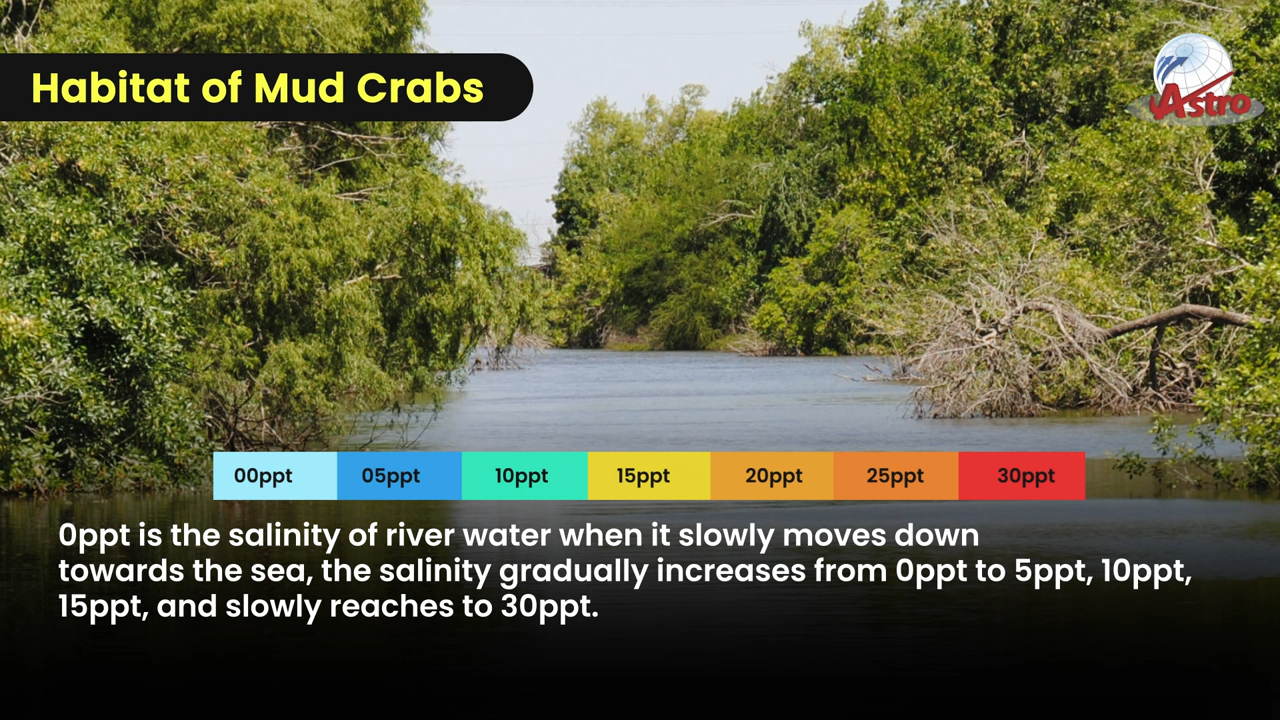 Habitat of Mud Crabs
Astro
00ppt 05ppt 10ppt 15ppt 20ppt 25ppt 30ppt
0ppt is the salinity of river water when it slowly moves down
towards the sea, the salinity gradually increases from 0ppt to 5ppt, 10ppt,
15ppt, and slowly reaches to 30ppt.